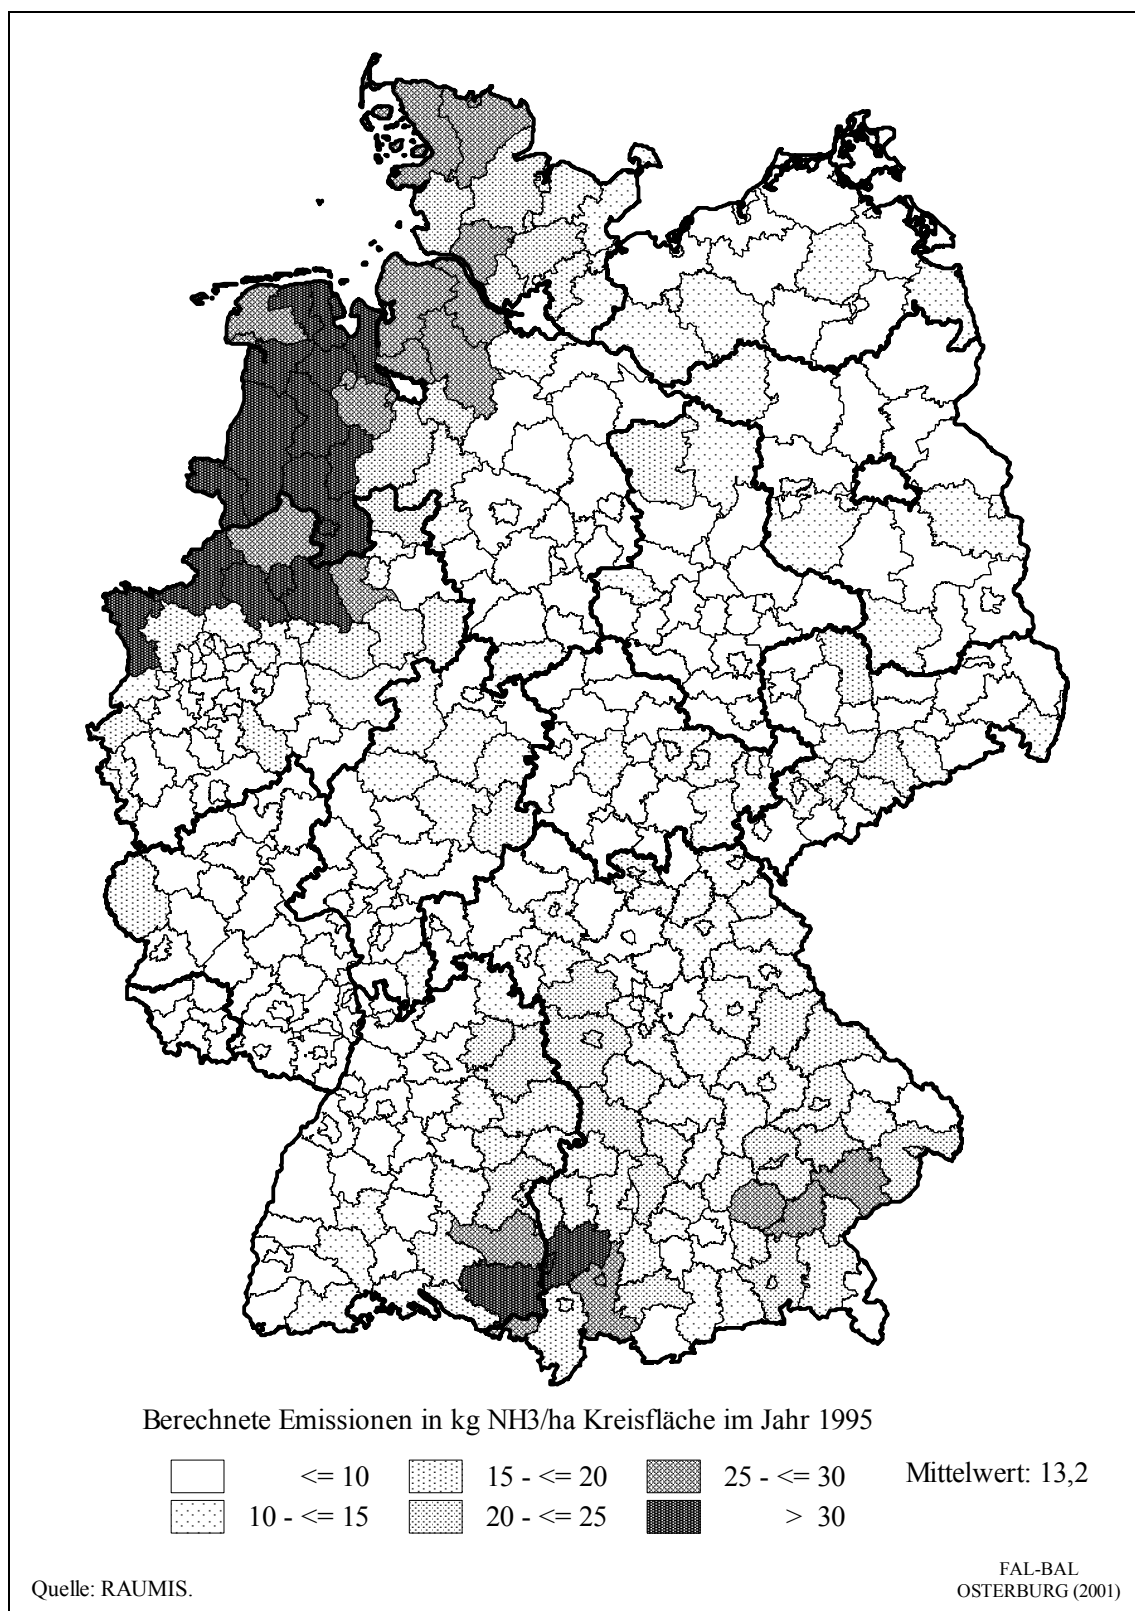 Berechnete Emissionen in kg NH3/ha Kreisfläche im Jahr 1995
<= 10 15 - <= 20 25 - <= 30 Mittelwert: 13,2
10 - <= 15 20 - <= 25 > 30
Quelle: RAUMIS.
FAL-BAL
OSTERBURG (2001)